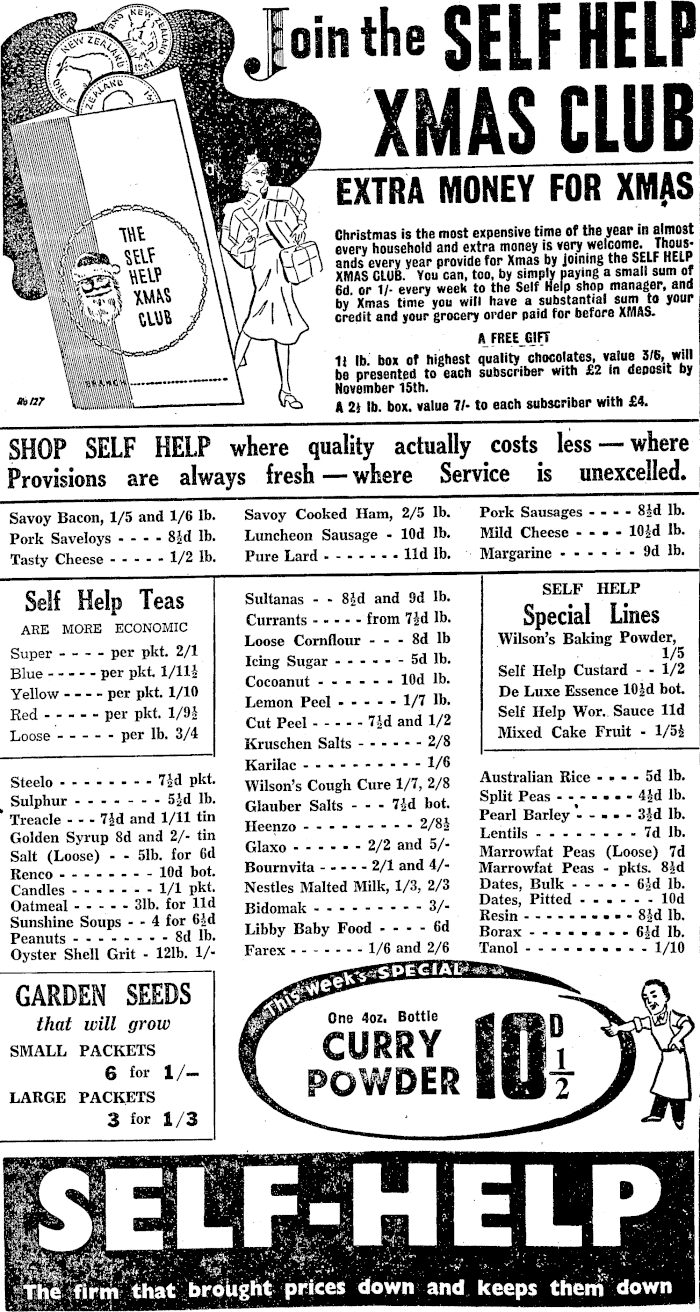 Join the SELF HELP
XMAS CLUB
EXTRA MONEY FOR XMAS
NEW ZEALAND
NEW ZEALAND
ZEALAND
THE
SELF
HELP
XMAS
CLUB
BRANCH
Christmas is the most expensive time of the year in almost
every household and extra money is very welcome. Thous-
ands every year provide for Xmas by joining the SELF HELP
XMAS CLUB. You can, too, by simply paying a small sum of
6d. or 1/- every week to the Self Help shop manager, and
by Xmas time you will have a substantial sum to your
credit and your grocery order paid for before XMAS.
A FREE GIFT
1¼ lb. box of highest quality chocolates, value 3/6, will
be presented to each subscriber with £2 in deposit by
November 15th.
A 2½ lb. box, value 7/- to each subscriber with £4.
SHOP SELF HELP where quality actually costs less — where
Provisions are always fresh — where Service is unexcelled.
Savoy Bacon, 1/5 and 1/6 lb.
Pork Saveloys - - - - 8½d lb.
Tasty Cheese - - - - - 1/2 lb.
Savoy Cooked Ham, 2/5 lb.
Luncheon Sausage - 10d lb.
Pure Lard - - - - - - - 11d lb.
Pork Sausages - - - - 8½d lb.
Mild Cheese - - - - 10½d lb.
Margarine - - - - - - 9d lb.
Self Help Teas
ARE MORE ECONOMIC
Super - - - - per pkt. 2/1
Blue - - - - - per pkt. 1/11½
Yellow - - - - per pkt. 1/10
Red - - - - - per pkt. 1/9½
Loose - - - - - per lb. 3/4
Steelo - - - - - - - - 7½d pkt.
Sulphur - - - - - - - - 5½d lb.
Treacle - - - 7½d and 1/11 tin
Golden Syrup 8d and 2/- tin
Salt (Loose) - - 5lb. for 6d
Renco - - - - - - - - 10d bot.
Candles - - - - - - - 1/1 pkt.
Oatmeal - - - - - 3lb. for 11d
Sunshine Soups - - 4 for 6½d
Peanuts - - - - - - - - 8d lb.
Oyster Shell Grit - 12lb. 1/-
Sultanas - - 8½d and 9d lb.
Currants - - - - - from 7½d lb.
Loose Cornflour - - - 8d lb
Icing Sugar - - - - - - 5d lb.
Cocoanut - - - - - - 10d lb.
Lemon Peel - - - - - 1/7 lb.
Cut Peel - - - - - 7½d and 1/2
Kruschen Salts - - - - - 2/8
Karilac - - - - - - - - - - 1/6
Wilson's Cough Cure 1/7, 2/8
Glauber Salts - - - 7½d bot.
Heenzo - - - - - - - - - 2/8½
Glaxo - - - - - - 2/2 and 5/-
Bournvita - - - - - 2/1 and 4/-
Nestles Malted Milk, 1/3, 2/3
Bidomak - - - - - - - - - 3/-
Libby Baby Food - - - - 6d
Farex - - - - - - - 1/6 and 2/6
SELF HELP
Special Lines
Wilson's Baking Powder,
1/5
Self Help Custard - - 1/2
De Luxe Essence 10½d bot.
Self Help Wor. Sauce 11d
Mixed Cake Fruit - 1/5½
Australian Rice - - - - 5d lb.
Split Peas - - - - - - - 4½d lb.
Pearl Barley - - - - - 3½d lb.
Lentils - - - - - - - - 7d lb.
Marrowfat Peas (Loose) 7d
Marrowfat Peas - pkts. 8½d
Dates, Bulk - - - - - 6½d lb.
Dates, Pitted - - - - - 10d
Resin - - - - - - - - - 8½d lb.
Borax - - - - - - - - 6½d lb.
Tanol - - - - - - - - - - 1/10
GARDEN SEEDS
that will grow
SMALL PACKETS
6 for 1/–
LARGE PACKETS
3 for 1/3
This week's SPECIAL
One 4oz. Bottle
CURRY
POWDER
10D ½
SELF-HELP
The firm that brought prices down and keeps them down